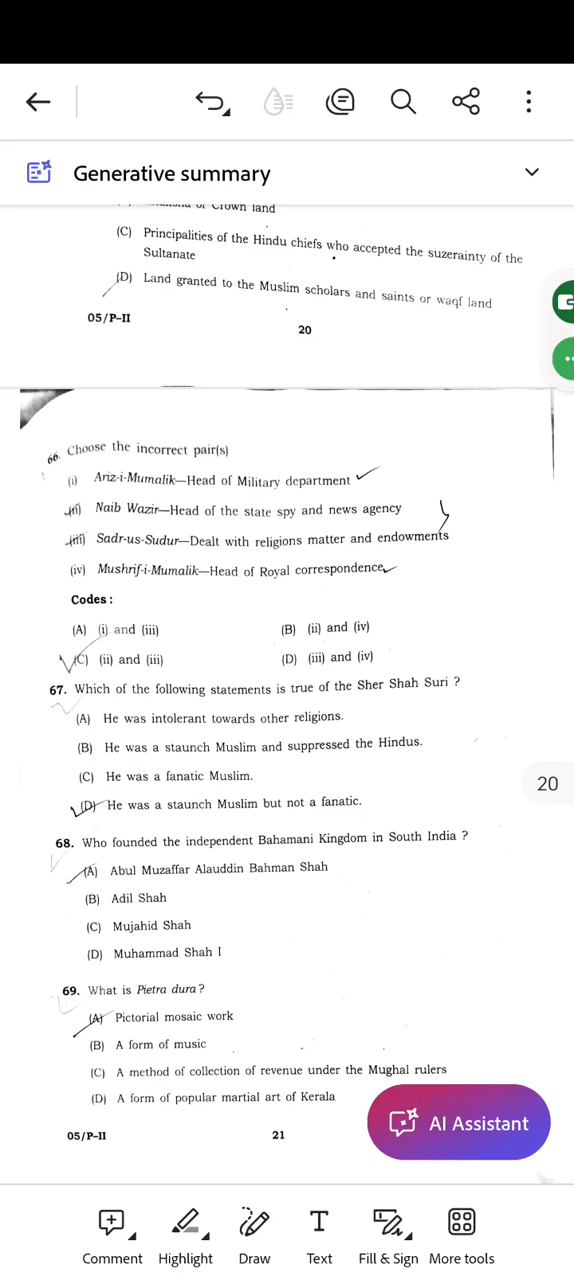 Generative summary
of Crown land
(C) Principalities of the Hindu chiefs who accepted the suzerainty of the
Sultanate
(D) Land granted to the Muslim scholars and saints or waqf land
05/P-II
20
66. Choose the incorrect pair(s)
(i) Ariz-i-Mumalik—Head of Military department
(ii) Naib Wazir—Head of the state spy and news agency
(iii) Sadr-us-Sudur—Dealt with religions matter and endowments
(iv) Mushrif-i-Mumalik—Head of Royal correspondence
Codes :
(A) (i) and (iii)
(B) (ii) and (iv)
(C) (ii) and (iii)
(D) (iii) and (iv)
67. Which of the following statements is true of the Sher Shah Suri ?
(A) He was intolerant towards other religions.
(B) He was a staunch Muslim and suppressed the Hindus.
(C) He was a fanatic Muslim.
20
(D) He was a staunch Muslim but not a fanatic.
68. Who founded the independent Bahamani Kingdom in South India ?
(A) Abul Muzaffar Alauddin Bahman Shah
(B) Adil Shah
(C) Mujahid Shah
(D) Muhammad Shah I
69. What is Pietra dura ?
(A) Pictorial mosaic work
(B) A form of music
(C) A method of collection of revenue under the Mughal rulers
(D) A form of popular martial art of Kerala
AI Assistant
05/P-II
21
Comment Highlight Draw Text Fill & Sign More tools